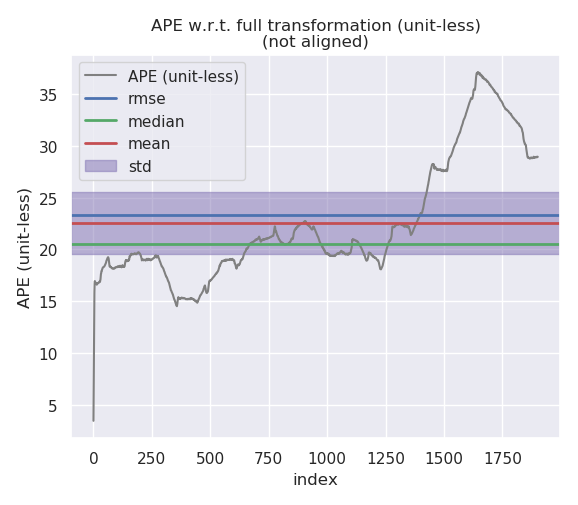 APE w.r.t. full transformation (unit-less)
(not aligned)
APE (unit-less)
rmse
median
mean
std
APE (unit-less)
35
30
25
20
15
10
5
0 250 500 750 1000 1250 1500 1750
index